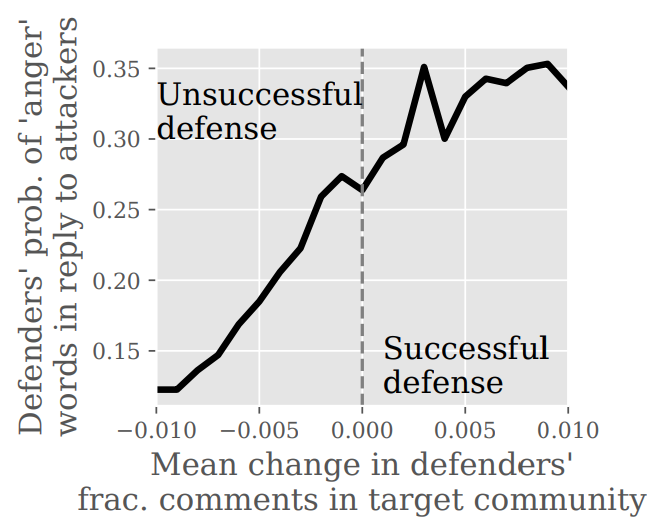 Defenders' prob. of 'anger'
words in reply to attackers
0.35
0.30
0.25
0.20
0.15
Unsuccessful
defense
Successful
defense
−0.010 −0.005 0.000 0.005 0.010
Mean change in defenders'
frac. comments in target community